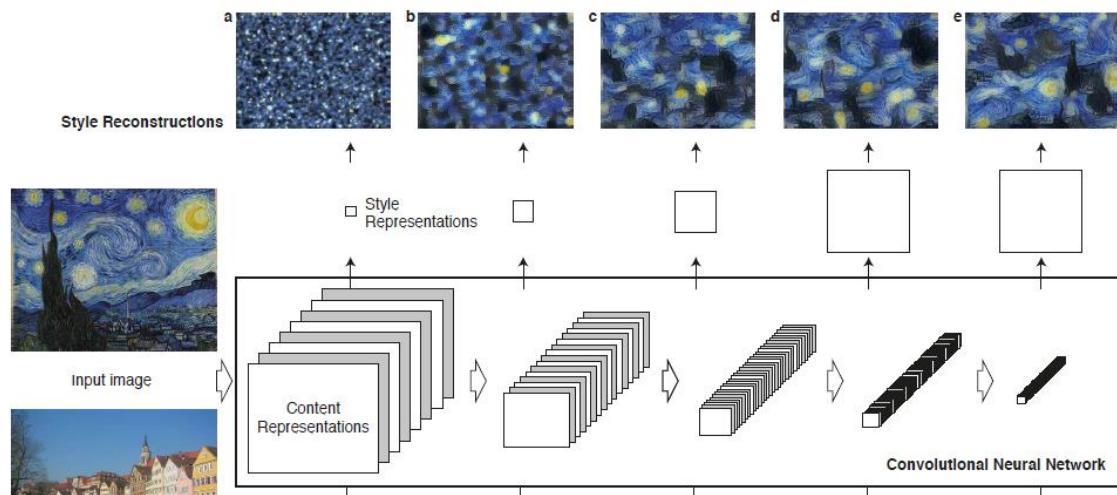 a
b
c
d
e
Style Reconstructions
Style
Representations
Input image
Content
Representations
Convolutional Neural Network